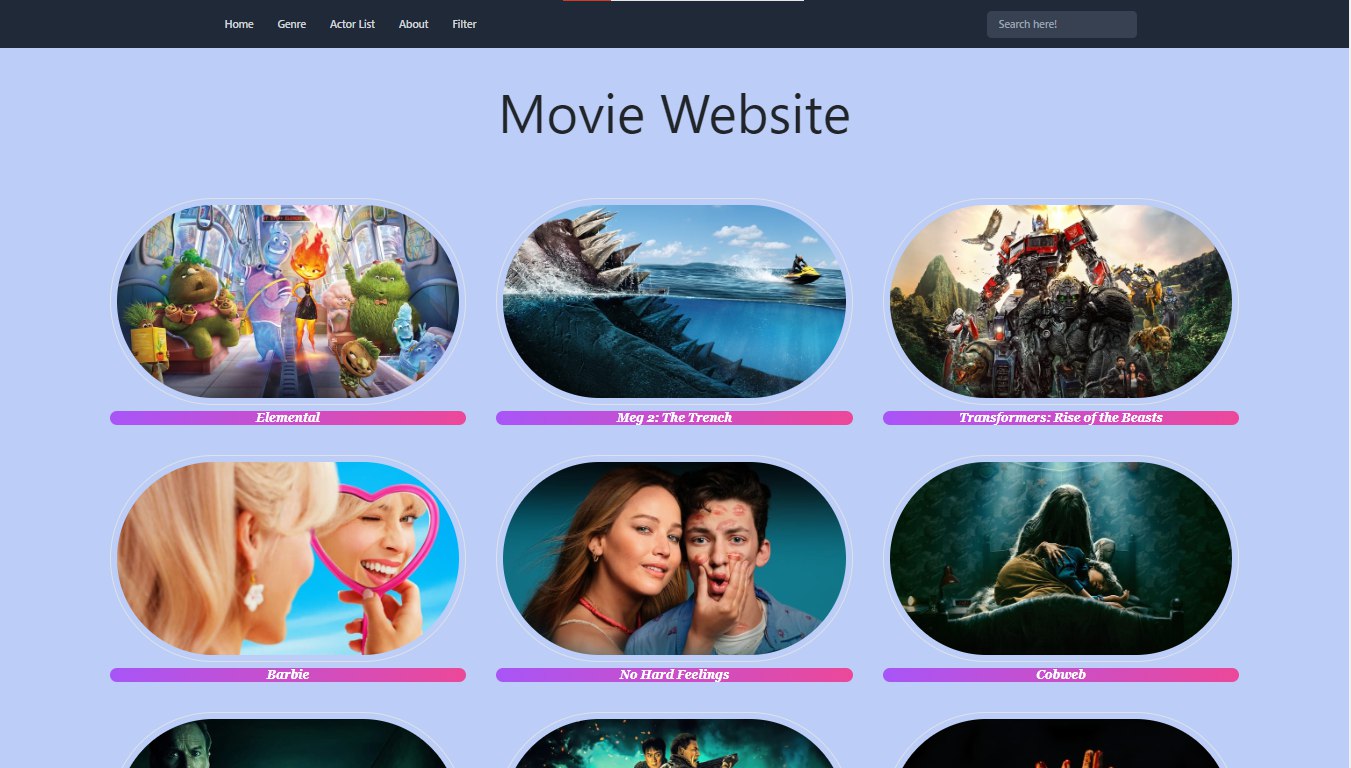 Home Genre Actor List About Filter Search here!
Movie Website
Elemental Meg 2: The Trench Transformers: Rise of the Beasts
Barbie No Hard Feelings Cobweb